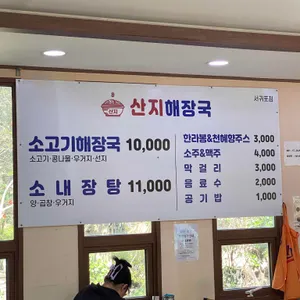 서귀포점
산지해장국
소고기해장국 10,000
소고기·콩나물·우거지·선지
소내장탕 11,000
양·곱창·우거지
한라봉&천혜향주스 3,000
소주&맥주 4,000
막걸리 3,000
음료수 2,000
공기밥 1,000